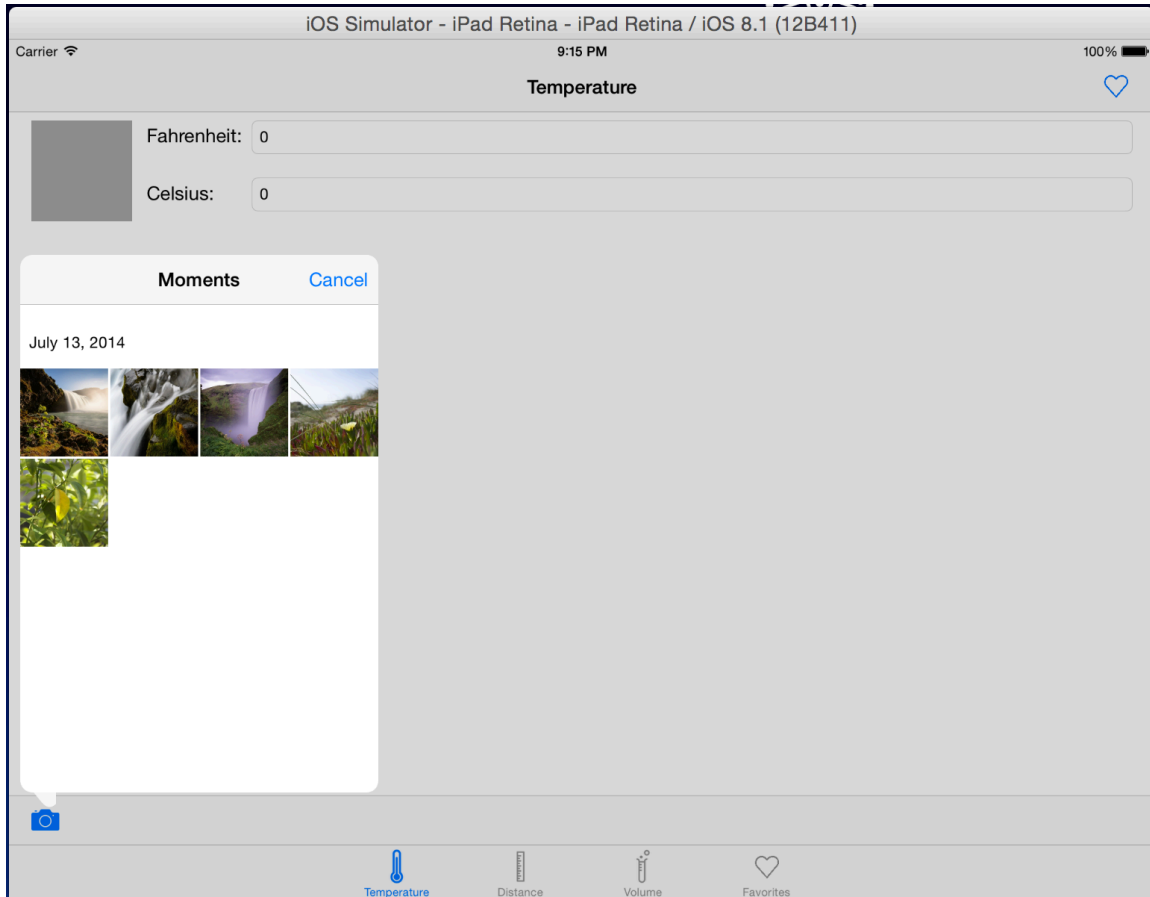 iOS Simulator - iPad Retina - iPad Retina / iOS 8.1 (12B411)
Carrier 9:15 PM 100%
Temperature
Fahrenheit: 0
Celsius: 0
Moments Cancel
July 13, 2014
Temperature Distance Volume Favorites